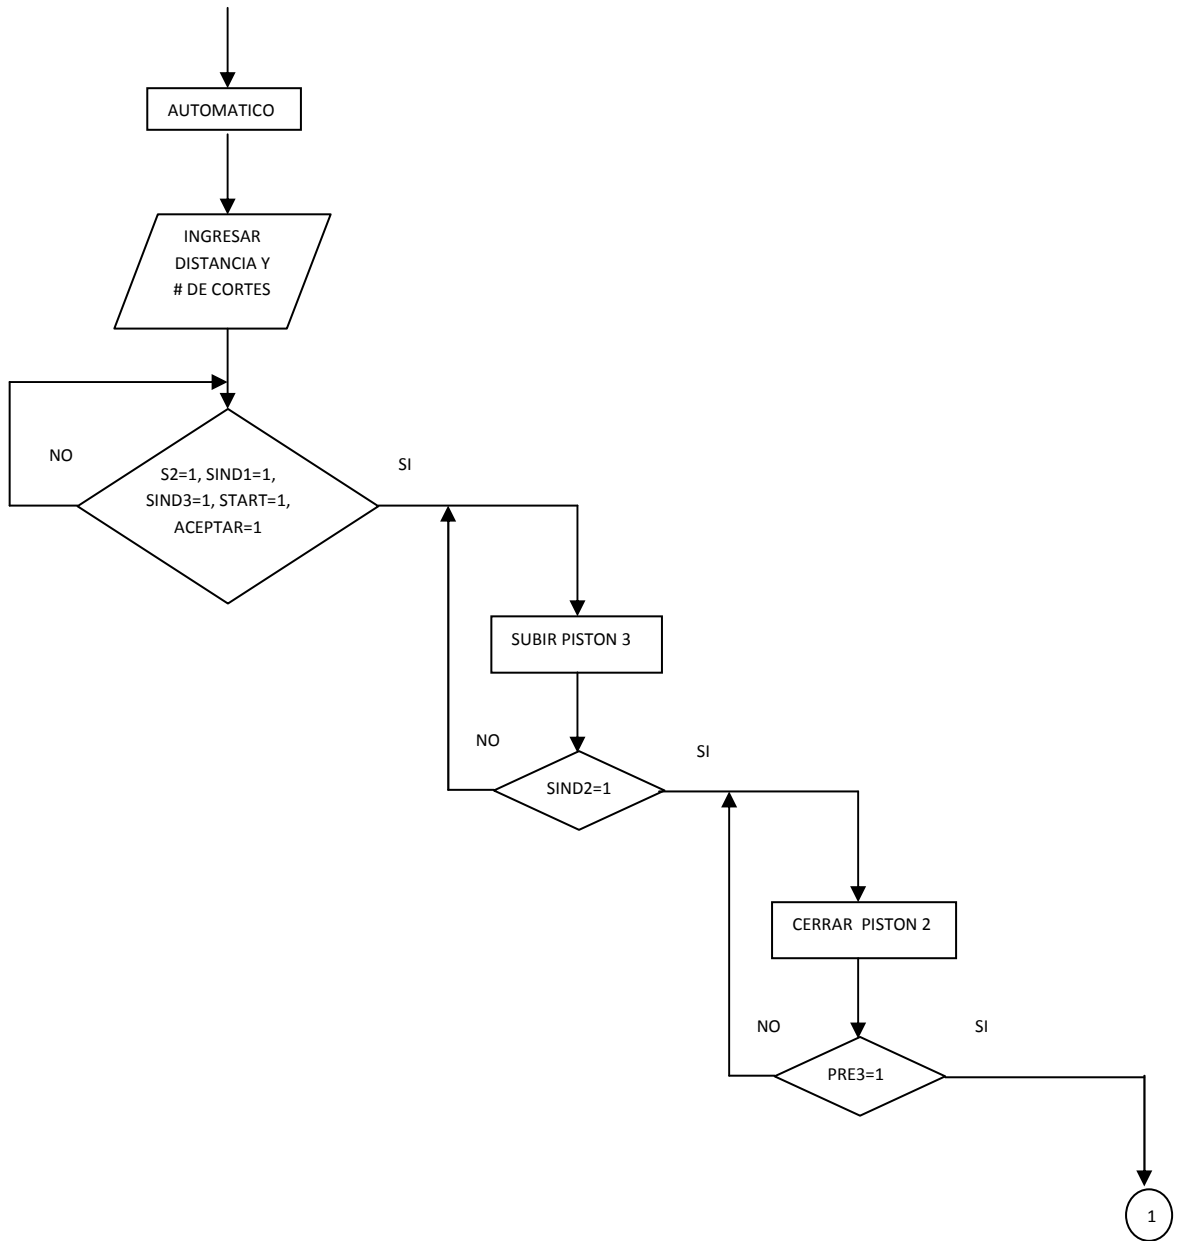 AUTOMATICO
INGRESAR
DISTANCIA Y
# DE CORTES
NO
SI
S2=1, SIND1=1,
SIND3=1, START=1,
ACEPTAR=1
SUBIR PISTON 3
NO
SI
SIND2=1
CERRAR PISTON 2
NO
SI
PRE3=1
1